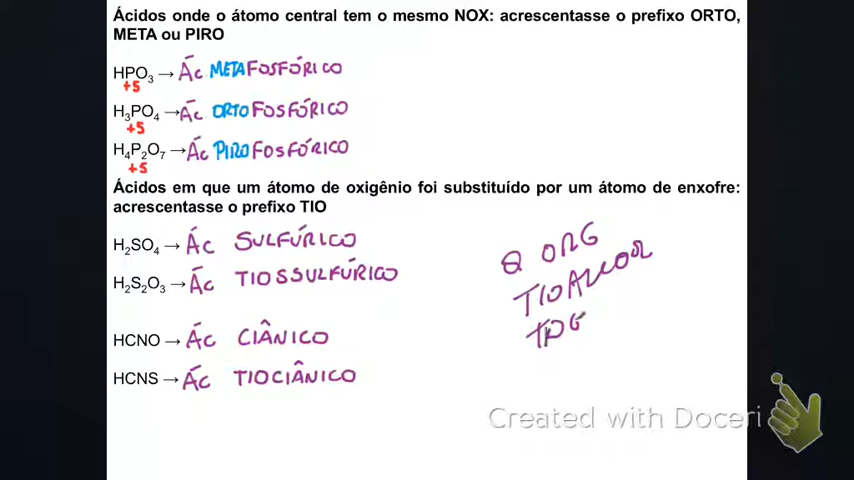 Ácidos onde o átomo central tem o mesmo NOX: acrescentasse o prefixo ORTO,
META ou PIRO
HPO₃ → ÁC METAFOSFÓRICO
+5
H₃PO₄ → ÁC ORTOFOSFÓRICO
+5
H₄P₂O₇ → ÁC PIROFOSFÓRICO
+5
Ácidos em que um átomo de oxigênio foi substituído por um átomo de enxofre:
acrescentasse o prefixo TIO
H₂SO₄ → ÁC SULFÚRICO
H₂S₂O₃ → ÁC TIOSSULFÚRICO
HCNO → ÁC CIÂNICO
HCNS → ÁC TIOCIÂNICO
Q ORG
TIOALCOOL
Created with Doceri